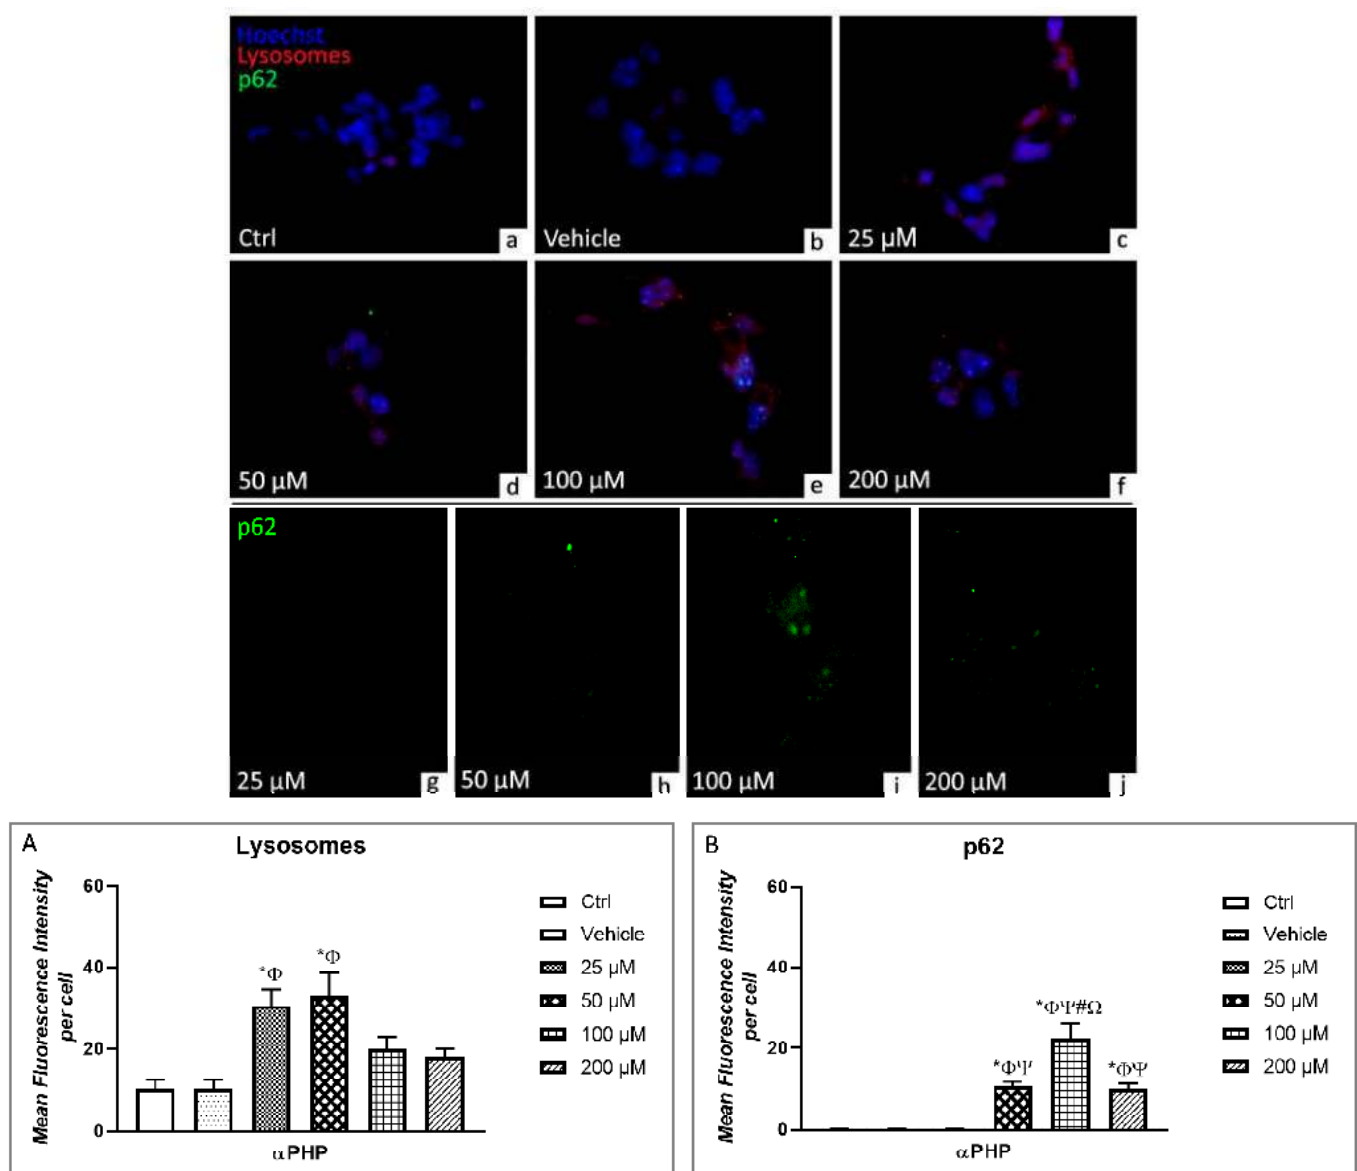 Hoechst
Lysosomes
p62
Ctrl
a
Vehicle
b
25 µM
c
50 µM
d
100 µM
e
200 µM
f
p62
25 µM
g
50 µM
h
100 µM
i
200 µM
j
A
Lysosomes
Mean Fluorescence Intensity
per cell
60
40
20
0
*Φ
*Φ
αPHP
Ctrl
Vehicle
25 µM
50 µM
100 µM
200 µM
B
p62
Mean Fluorescence Intensity
per cell
60
40
20
0
*ΦΨ
*ΦΨ#Ω
*ΦΨ
αPHP
Ctrl
Vehicle
25 µM
50 µM
100 µM
200 µM